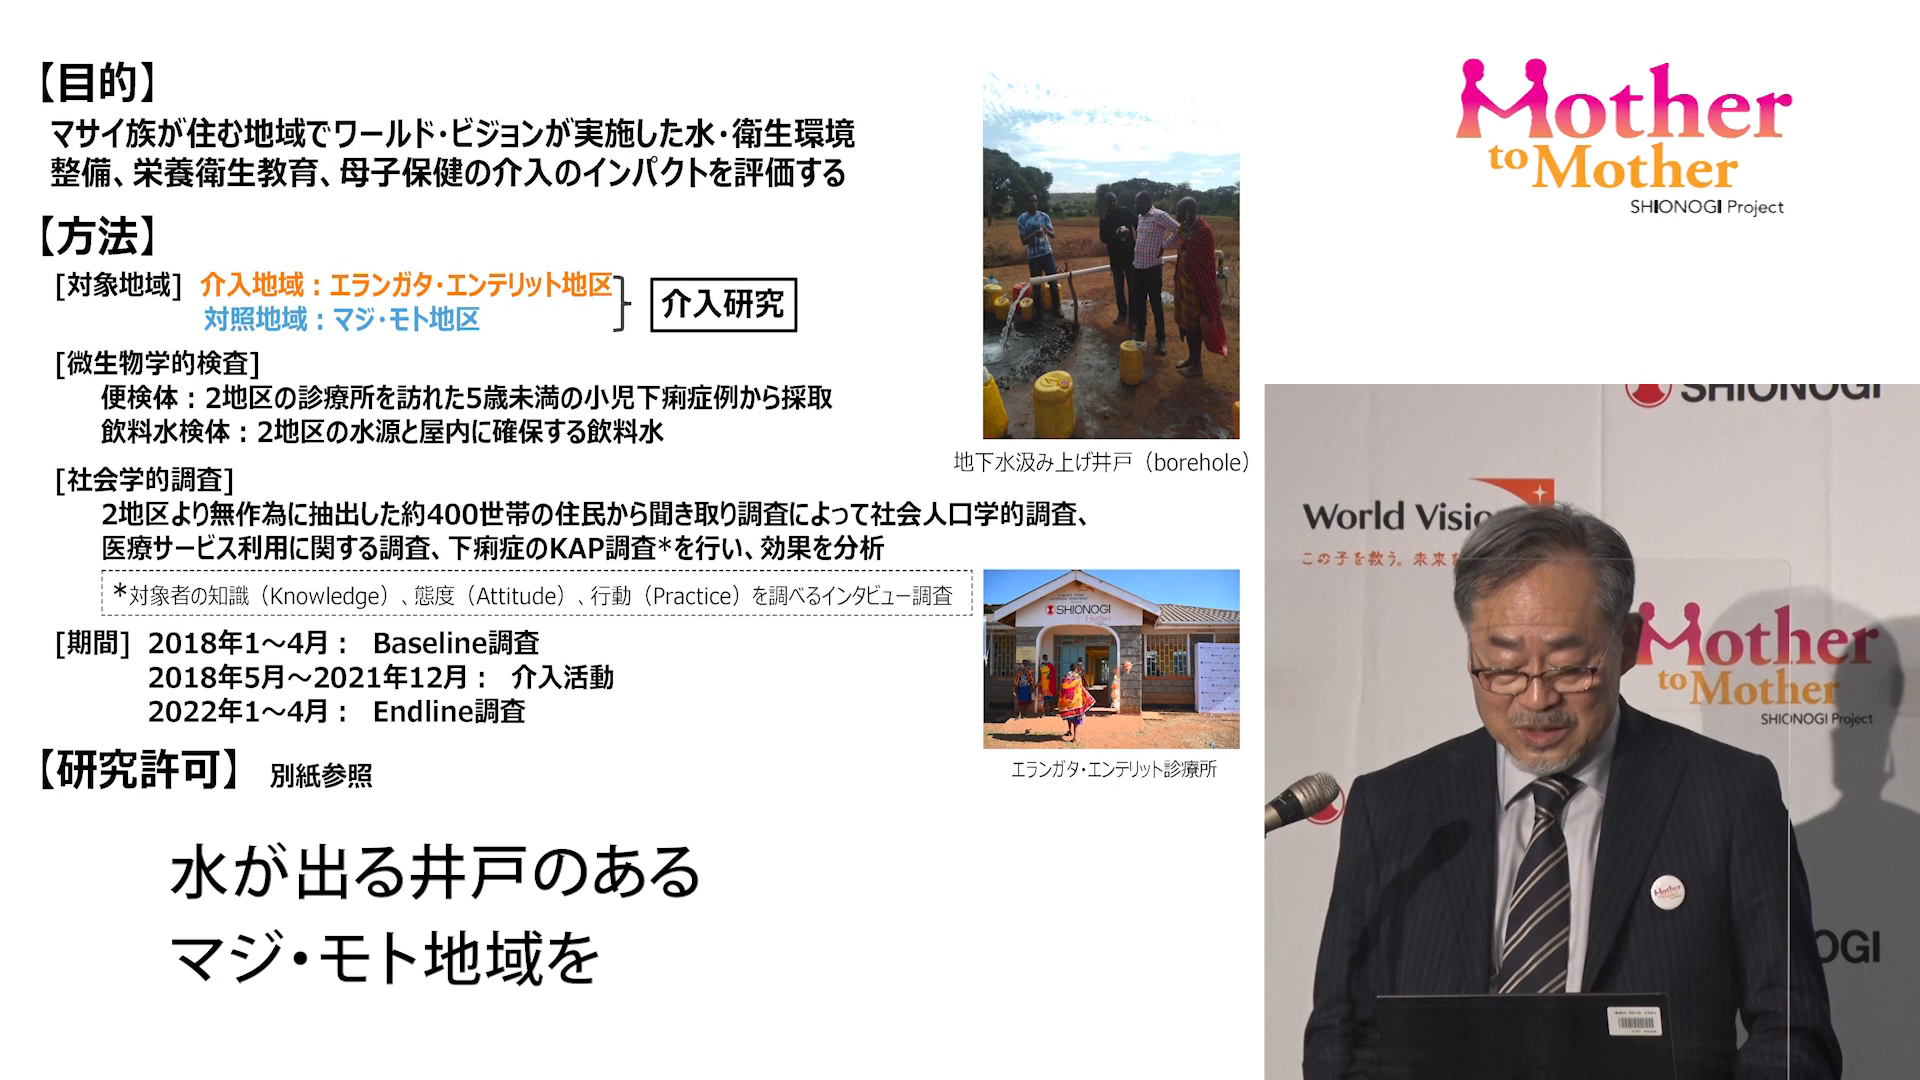 【目的】
マサイ族が住む地域でワールド・ビジョンが実施した水・衛生環境
整備、栄養衛生教育、母子保健の介入のインパクトを評価する
【方法】
[対象地域] 介入地域：エランガタ・エンテリット地区
対照地域：マジ・モト地区
介入研究
[微生物学的検査]
便検体：2地区の診療所を訪れた5歳未満の小児下痢症例から採取
飲料水検体：2地区の水源と屋内に確保する飲料水
[社会学的調査]
2地区より無作為に抽出した約400世帯の住民から聞き取り調査によって社会人口学的調査、
医療サービス利用に関する調査、下痢症のKAP調査*を行い、効果を分析
*対象者の知識（Knowledge）、態度（Attitude）、行動（Practice）を調べるインタビュー調査
[期間] 2018年1～4月： Baseline調査
2018年5月～2021年12月： 介入活動
2022年1～4月： Endline調査
【研究許可】 別紙参照
水が出る井戸のある
マジ・モト地域を
地下水汲み上げ井戸（borehole）
SHIONOGI
Mother
エランガタ・エンテリット診療所
Mother
to Mother
SHIONOGI Project
SHIONOGI
World Visio
この子を救う。未来を
Mother
to Mother
SHIONOGI Project
Mother
OGI